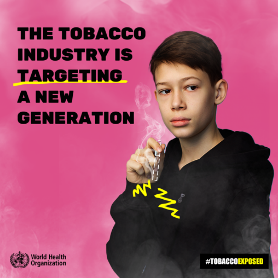 THE TOBACCO
INDUSTRY IS
TARGETING
A NEW
GENERATION
World Health
Organization
#TOBACCOEXPOSED